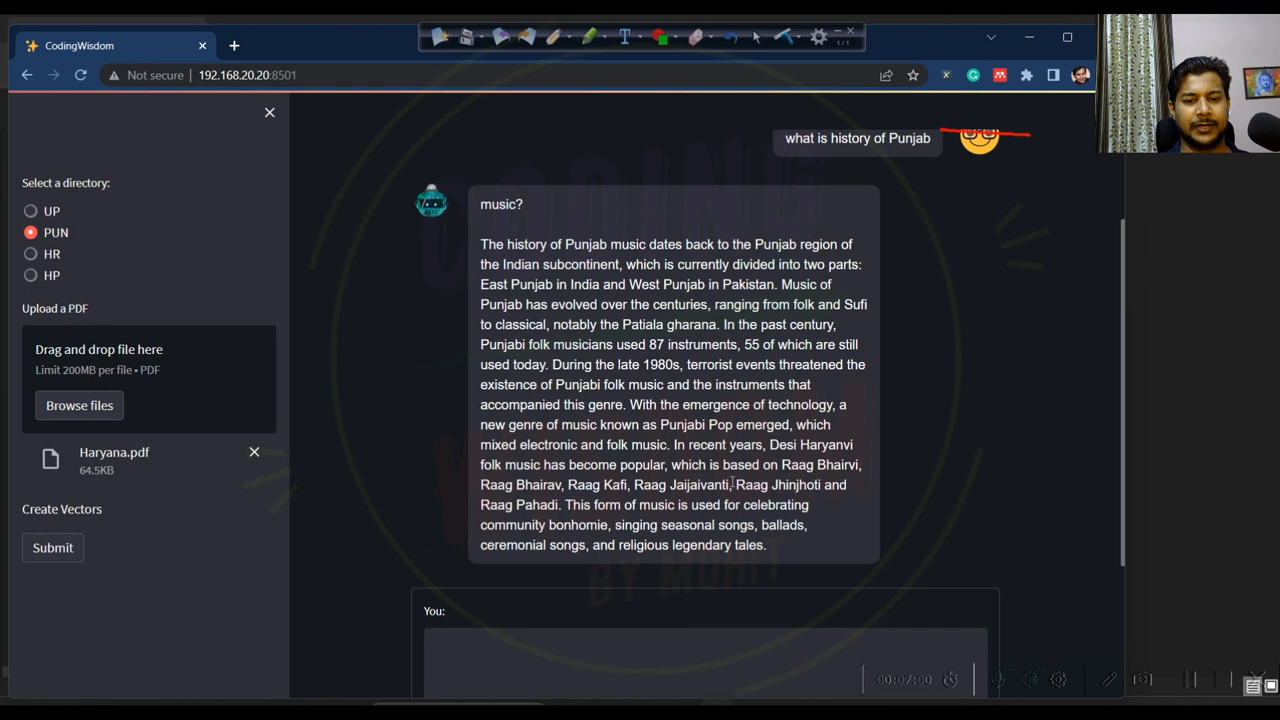 CodingWisdom
1/1
Not secure
192.168.20.20:8501
Select a directory:
UP
PUN
HR
HP
Upload a PDF
Drag and drop file here
Limit 200MB per file • PDF
Browse files
Haryana.pdf
64.5KB
Create Vectors
Submit
what is history of Punjab
music?
The history of Punjab music dates back to the Punjab region of
the Indian subcontinent, which is currently divided into two parts:
East Punjab in India and West Punjab in Pakistan. Music of
Punjab has evolved over the centuries, ranging from folk and Sufi
to classical, notably the Patiala gharana. In the past century,
Punjabi folk musicians used 87 instruments, 55 of which are still
used today. During the late 1980s, terrorist events threatened the
existence of Punjabi folk music and the instruments that
accompanied this genre. With the emergence of technology, a
new genre of music known as Punjabi Pop emerged, which
mixed electronic and folk music. In recent years, Desi Haryanvi
folk music has become popular, which is based on Raag Bhairvi,
Raag Bhairav, Raag Kafi, Raag Jaijaivanti, Raag Jhinjhoti and
Raag Pahadi. This form of music is used for celebrating
community bonhomie, singing seasonal songs, ballads,
ceremonial songs, and religious legendary tales.
BY MOHIT
You:
00:07:00